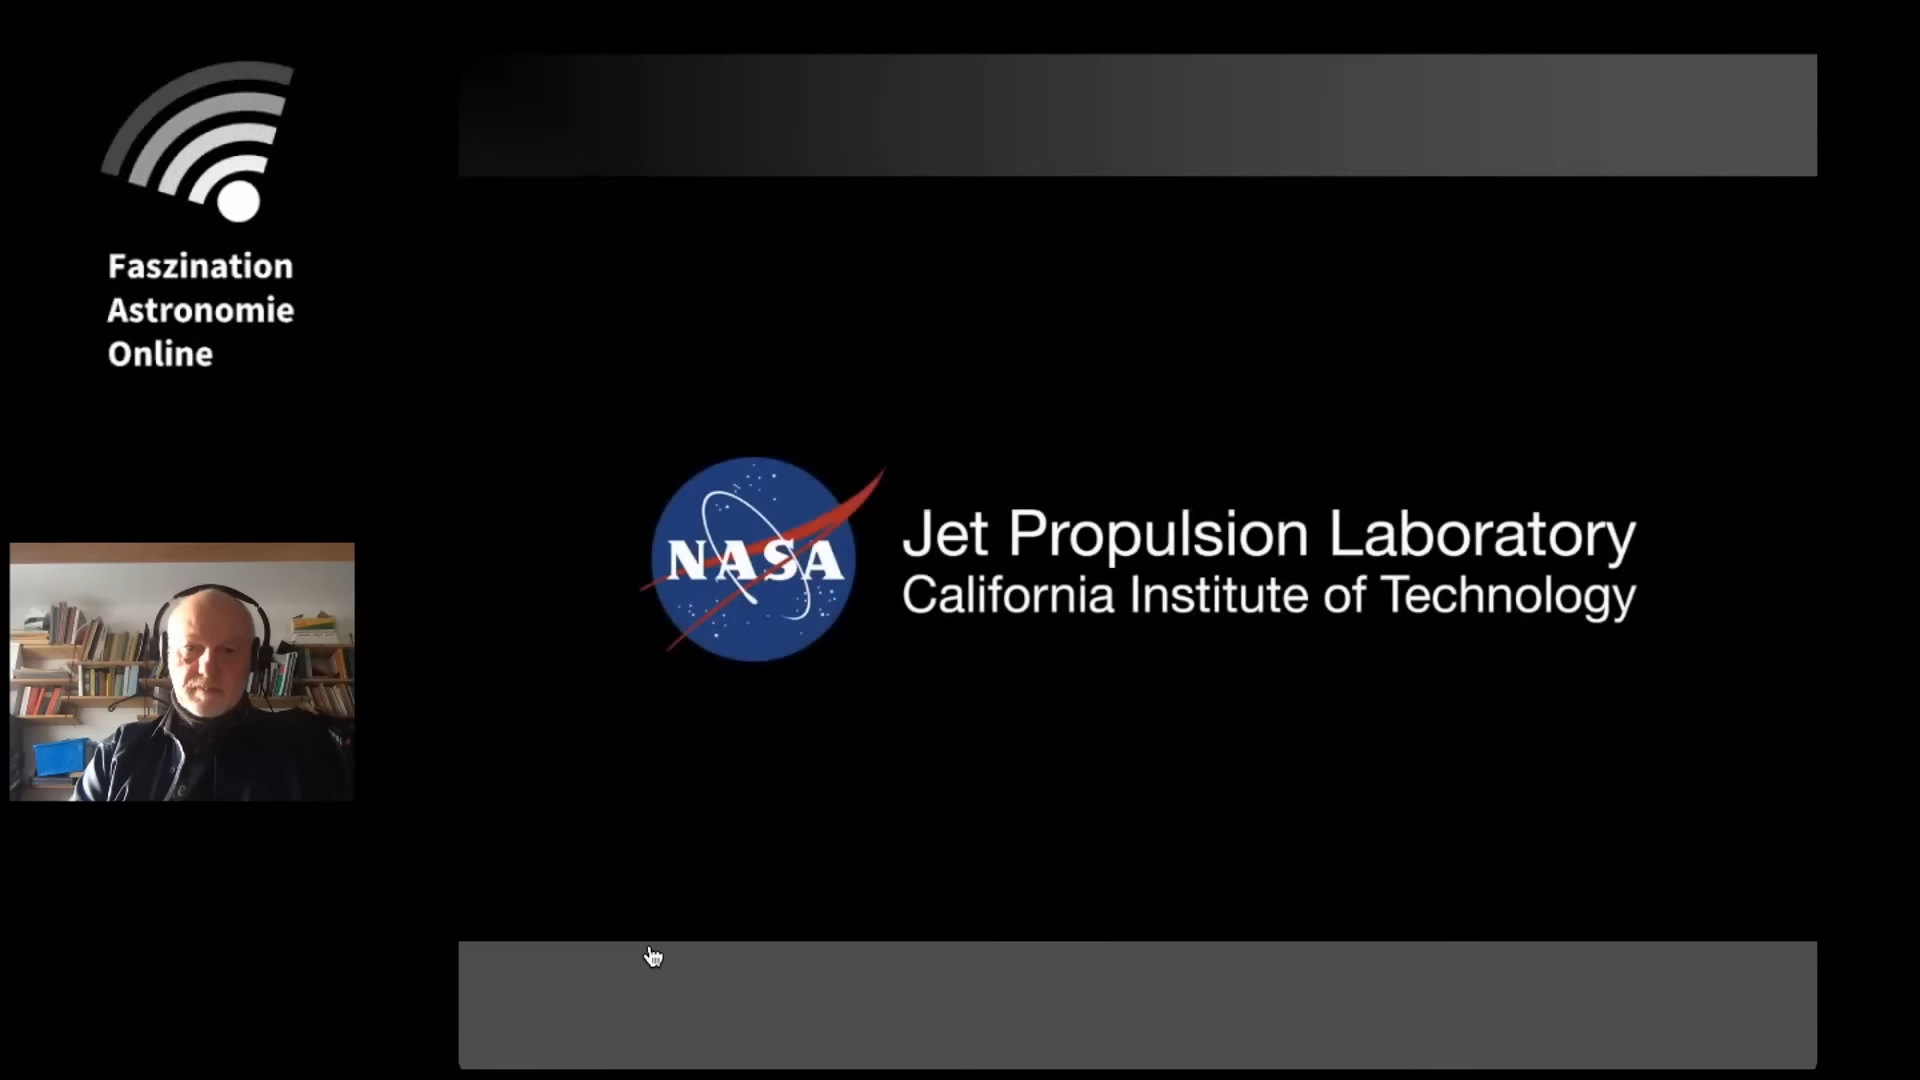 Faszination
Astronomie
Online
NASA
Jet Propulsion Laboratory
California Institute of Technology